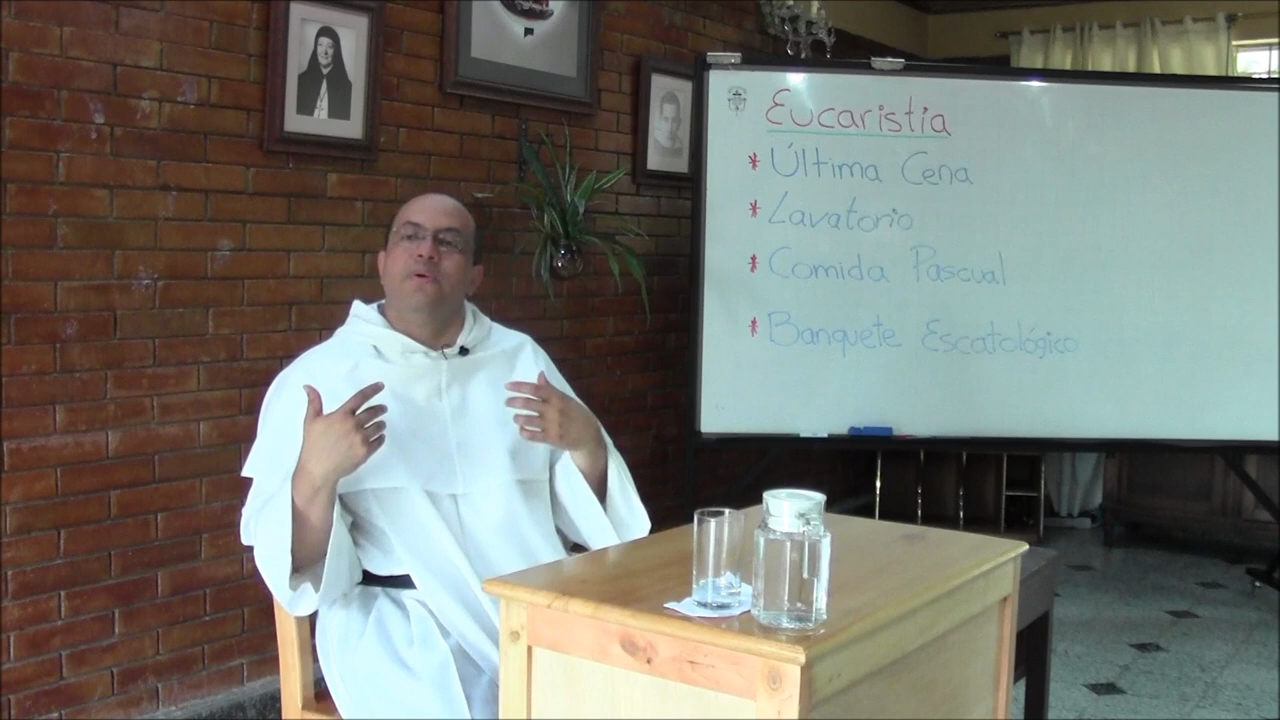 Eucaristia
* Última Cena
* Lavatorio
* Comida Pascual
* Banquete Escatológico